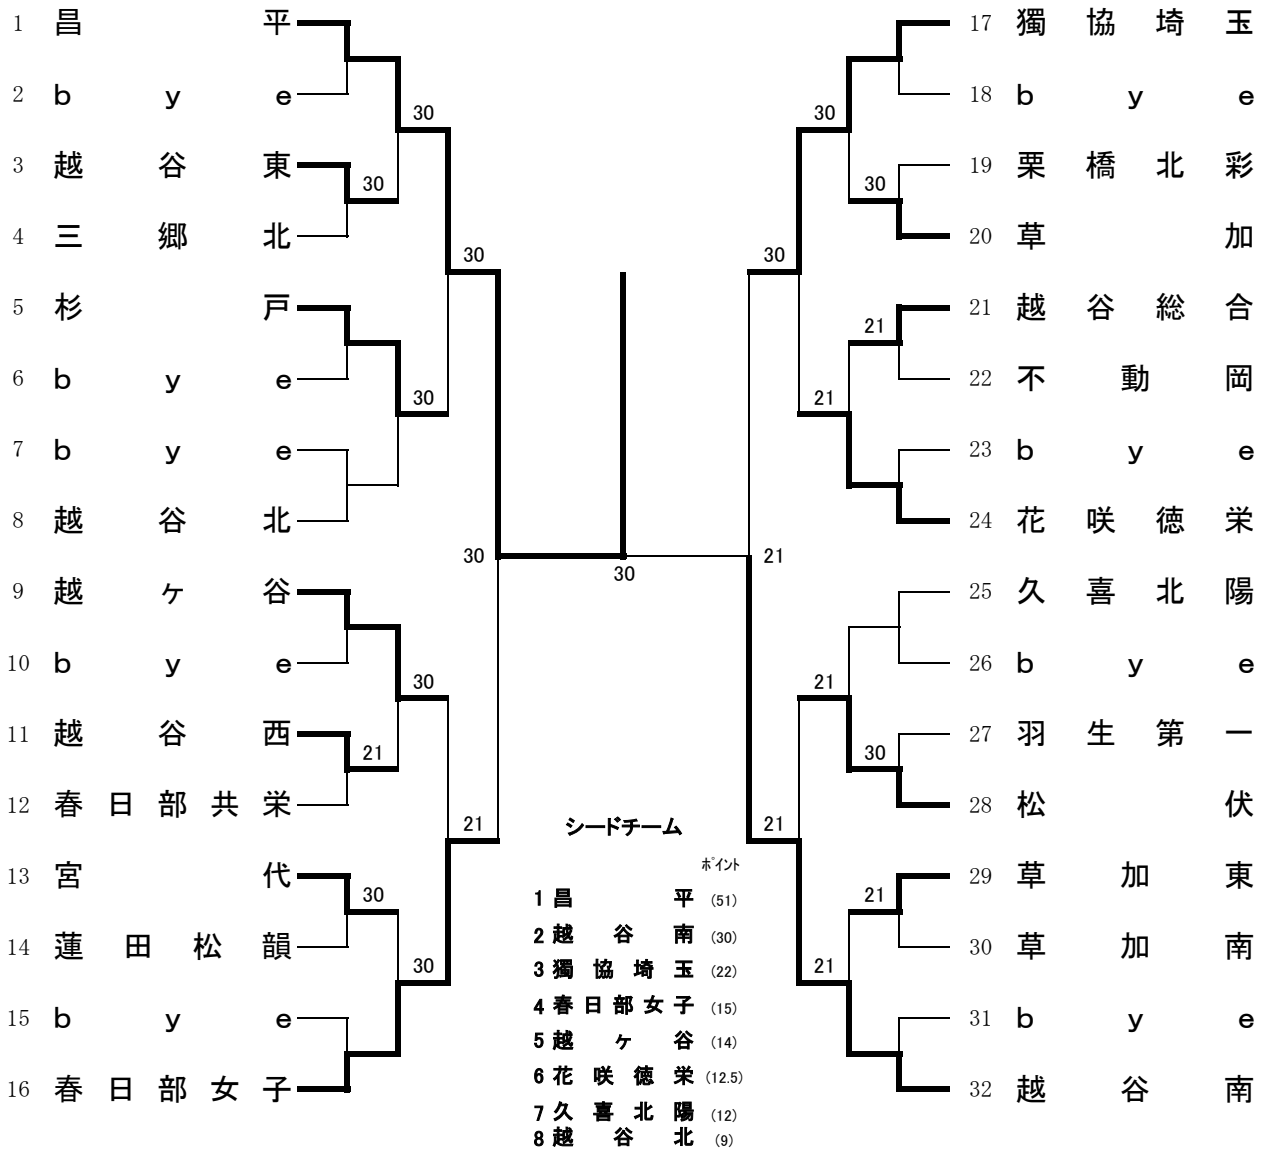 1 昌平
2 bye
30
3 越谷東
30
4 三郷北
30
5 杉戸
6 bye
30
7 bye
8 越谷北
30
9 越ヶ谷
10 bye
30
11 越谷西
21
12 春日部共栄
21
13 宮代
30
14 蓮田松韻
30
15 bye
16 春日部女子
30
17 獨協埼玉
18 bye
30
19 栗橋北彩
30
20 草加
30
21 越谷総合
21
22 不動岡
21
23 bye
24 花咲徳栄
21
25 久喜北陽
26 bye
21
27 羽生第一
30
28 松伏
21
29 草加東
21
30 草加南
21
31 bye
32 越谷南
シードチーム
ポイント
1 昌平 (51)
2 越谷南 (30)
3 獨協埼玉 (22)
4 春日部女子 (15)
5 越ヶ谷 (14)
6 花咲徳栄 (12.5)
7 久喜北陽 (12)
8 越谷北 (9)